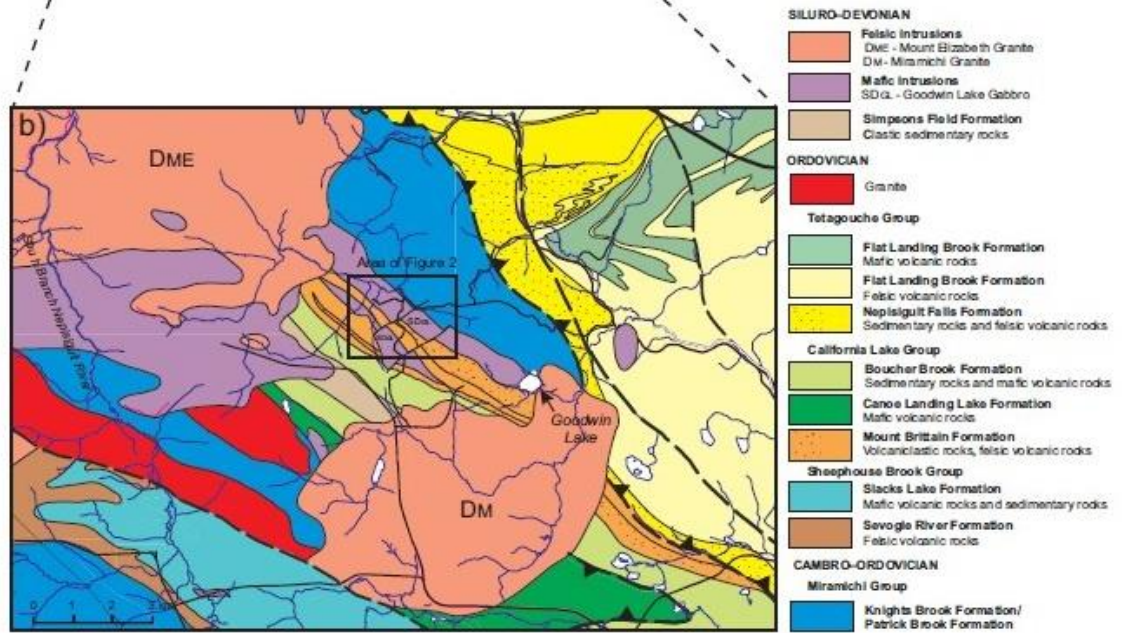 b)
DME
Area of Figure 2
SDGL
South Branch Nepisiguit River
Goodwin
Lake
DM
0 1 2 3
SILURO–DEVONIAN
Felsic Intrusions
DME - Mount Elizabeth Granite
DM - Miramichi Granite
Mafic Intrusions
SDGL - Goodwin Lake Gabbro
Simpsons Field Formation
Clastic sedimentary rocks
ORDOVICIAN
Granite
Tetagouche Group
Flat Landing Brook Formation
Mafic volcanic rocks
Flat Landing Brook Formation
Felsic volcanic rocks
Nepisiguit Falls Formation
Sedimentary rocks and felsic volcanic rocks
California Lake Group
Boucher Brook Formation
Sedimentary rocks and mafic volcanic rocks
Canoe Landing Lake Formation
Mafic volcanic rocks
Mount Brittain Formation
Volcaniclastic rocks, felsic volcanic rocks
Sheephouse Brook Group
Slacks Lake Formation
Mafic volcanic rocks and sedimentary rocks
Sevogle River Formation
Felsic volcanic rocks
CAMBRO–ORDOVICIAN
Miramichi Group
Knights Brook Formation/
Patrick Brook Formation